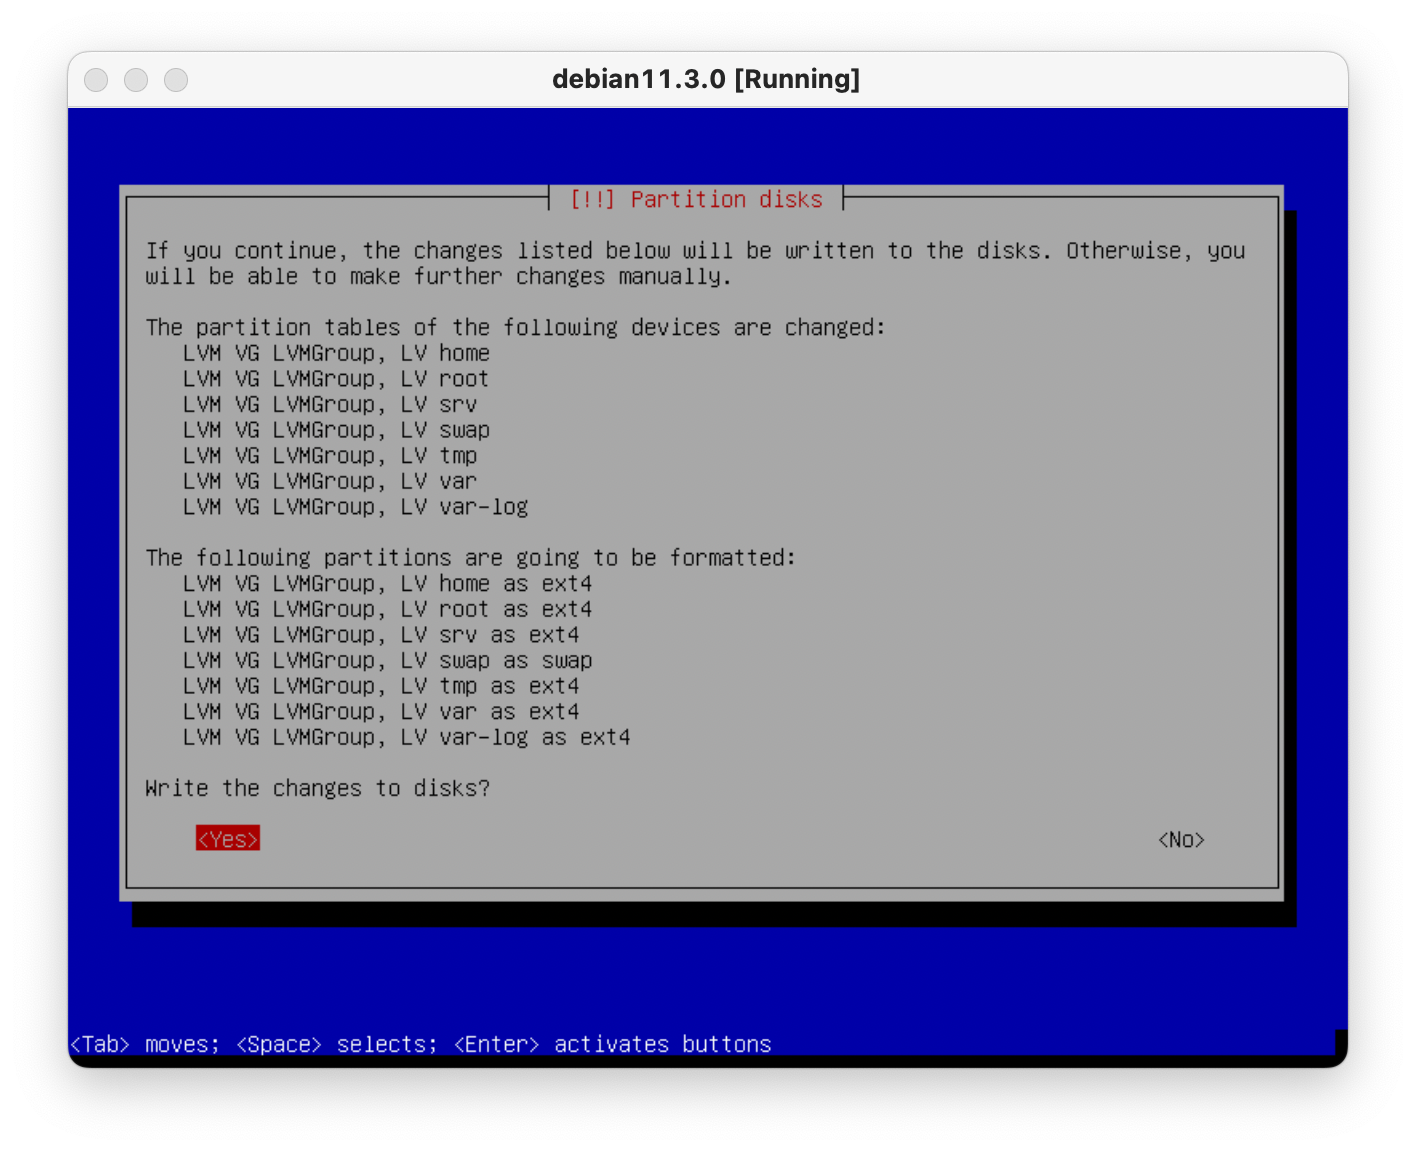 debian11.3.0 [Running]
[!!] Partition disks
If you continue, the changes listed below will be written to the disks. Otherwise, you
will be able to make further changes manually.
The partition tables of the following devices are changed:
LVM VG LVMGroup, LV home
LVM VG LVMGroup, LV root
LVM VG LVMGroup, LV srv
LVM VG LVMGroup, LV swap
LVM VG LVMGroup, LV tmp
LVM VG LVMGroup, LV var
LVM VG LVMGroup, LV var-log
The following partitions are going to be formatted:
LVM VG LVMGroup, LV home as ext4
LVM VG LVMGroup, LV root as ext4
LVM VG LVMGroup, LV srv as ext4
LVM VG LVMGroup, LV swap as swap
LVM VG LVMGroup, LV tmp as ext4
LVM VG LVMGroup, LV var as ext4
LVM VG LVMGroup, LV var-log as ext4
Write the changes to disks?
<Yes> <No>
<Tab> moves; <Space> selects; <Enter> activates buttons